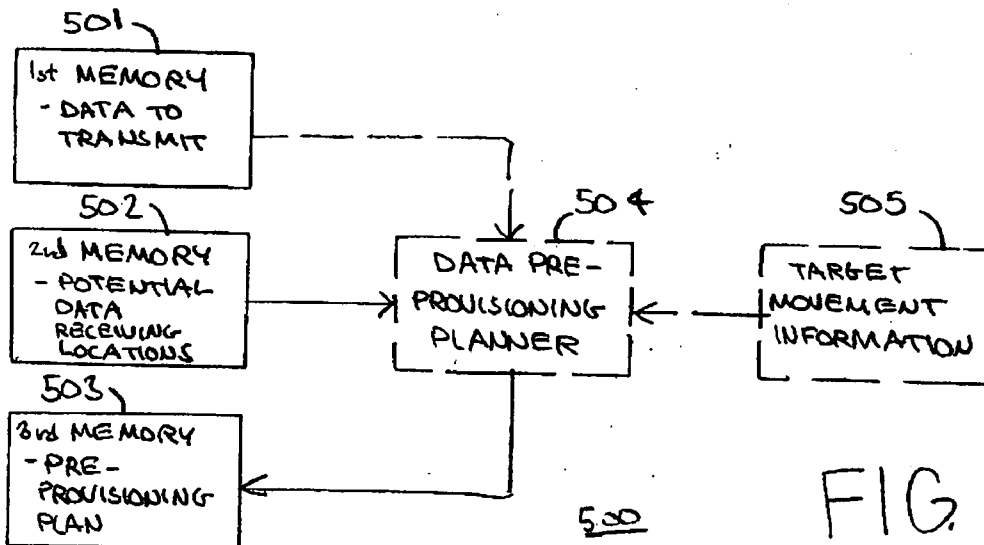 501
1st MEMORY
- DATA TO
TRANSMIT
502
2nd MEMORY
- POTENTIAL
DATA
RECEIVING
LOCATIONS
503
3rd MEMORY
- PRE-
PROVISIONING
PLAN
504
DATA PRE-
PROVISIONING
PLANNER
505
TARGET
MOVEMENT
INFORMATION
500
FIG.